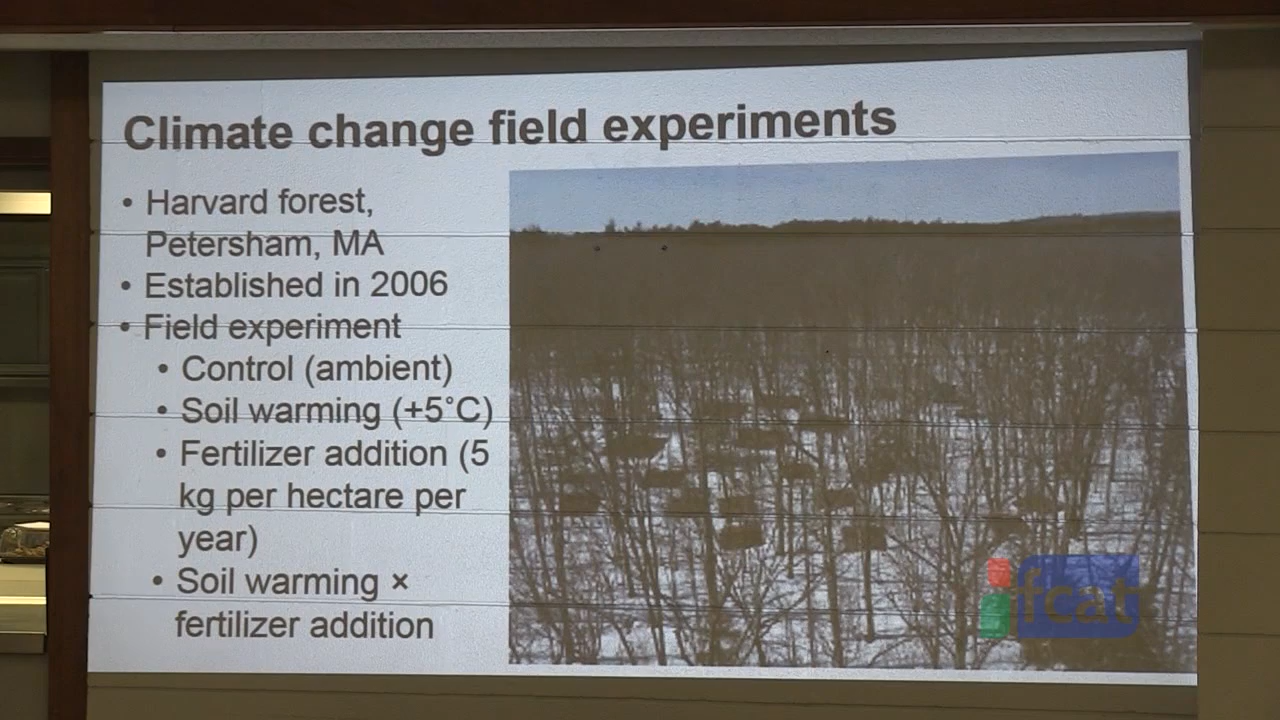 Climate change field experiments
• Harvard forest,
Petersham, MA
• Established in 2006
• Field experiment
• Control (ambient)
• Soil warming (+5°C)
• Fertilizer addition (5
kg per hectare per
year)
• Soil warming ×
fertilizer addition
fcat